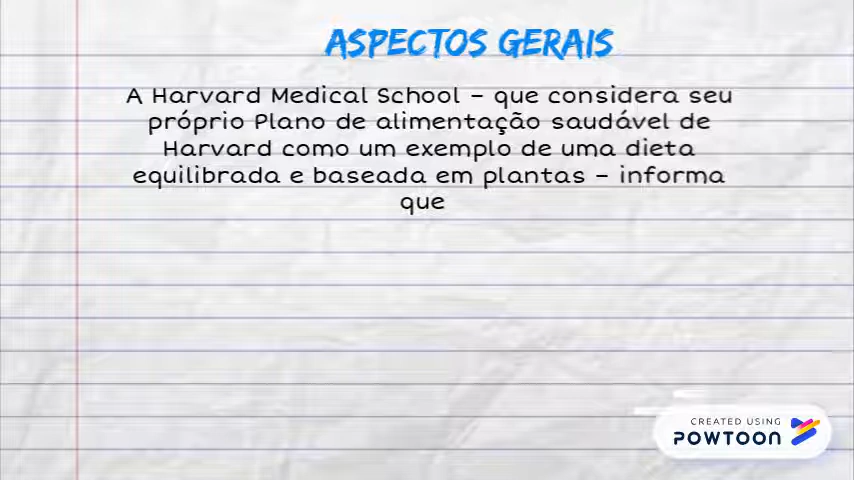 ASPECTOS GERAIS
A Harvard Medical School – que considera seu
próprio Plano de alimentação saudável de
Harvard como um exemplo de uma dieta
equilibrada e baseada em plantas – informa
que
CREATED USING
POWTOON